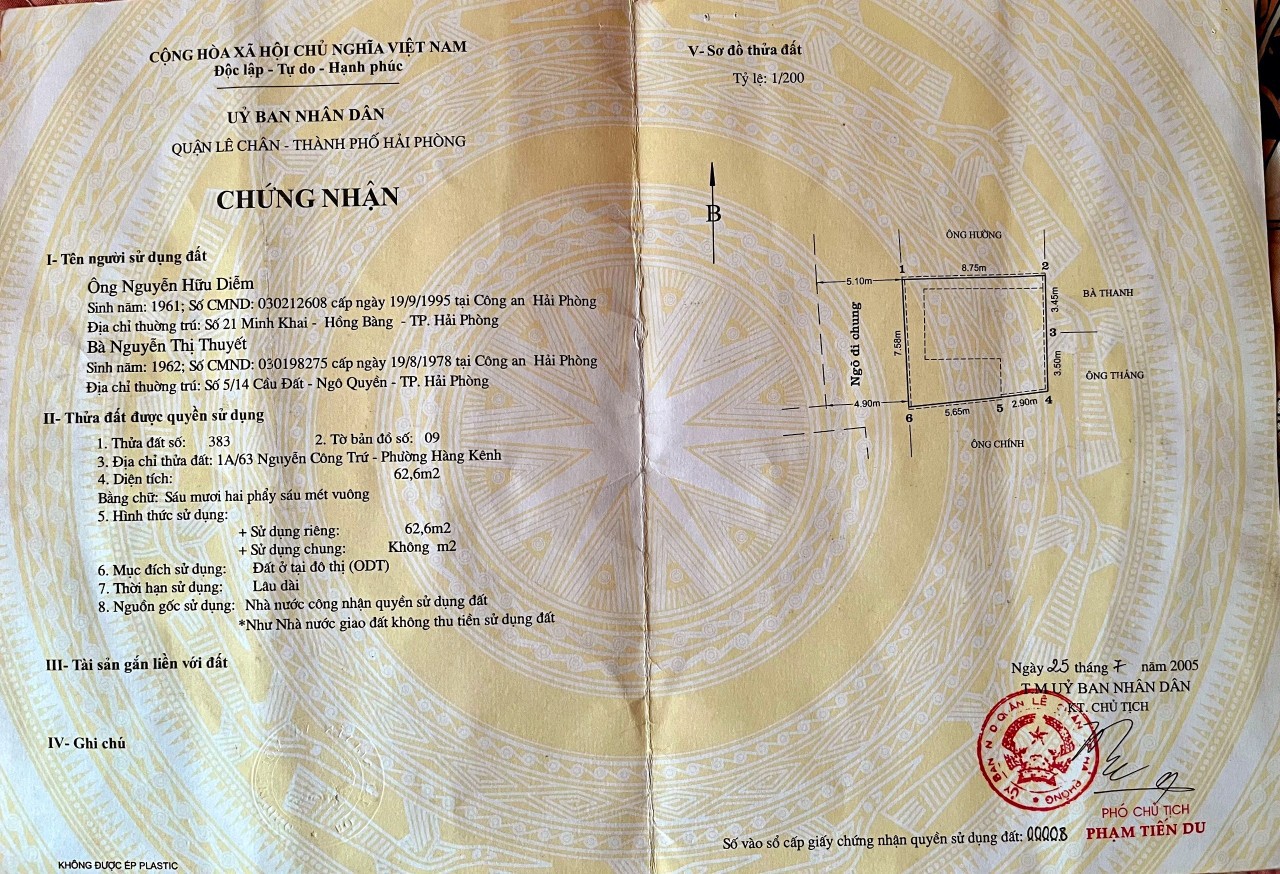 CỘNG HÒA XÃ HỘI CHỦ NGHĨA VIỆT NAM
Độc lập - Tự do - Hạnh phúc
UỶ BAN NHÂN DÂN
QUẬN LÊ CHÂN - THÀNH PHỐ HẢI PHÒNG
CHỨNG NHẬN
I- Tên người sử dụng đất
Ông Nguyễn Hữu Diễm
Sinh năm: 1961; Số CMND: 030212608 cấp ngày 19/9/1995 tại Công an Hải Phòng
Địa chỉ thường trú: Số 21 Minh Khai - Hồng Bàng - TP. Hải Phòng
Bà Nguyễn Thị Thuyết
Sinh năm: 1962; Số CMND: 030198275 cấp ngày 19/8/1978 tại Công an Hải Phòng
Địa chỉ thường trú: Số 5/14 Cầu Đất - Ngô Quyền - TP. Hải Phòng
II- Thửa đất được quyền sử dụng
1. Thửa đất số: 383 2. Tờ bản đồ số: 09
3. Địa chỉ thửa đất: 1A/63 Nguyễn Công Trứ - Phường Hàng Kênh
4. Diện tích: 62,6m2
Bằng chữ: Sáu mươi hai phẩy sáu mét vuông
5. Hình thức sử dụng:
+ Sử dụng riêng: 62,6m2
+ Sử dụng chung: Không m2
6. Mục đích sử dụng: Đất ở tại đô thị (ODT)
7. Thời hạn sử dụng: Lâu dài
8. Nguồn gốc sử dụng: Nhà nước công nhận quyền sử dụng đất
*Như Nhà nước giao đất không thu tiền sử dụng đất
III- Tài sản gắn liền với đất
IV- Ghi chú
KHÔNG ĐƯỢC ÉP PLASTIC
V- Sơ đồ thửa đất
Tỷ lệ: 1/200
B
ÔNG HƯỜNG
1 8.75m 2
5.10m
3.45m
BÀ THANH
Ngõ đi chung
7.58m
3
3.50m
ÔNG THẮNG
4.90m
6 5.65m 5 2.90m 4
ÔNG CHÍNH
Ngày 25 tháng 7 năm 2005
T.M UỶ BAN NHÂN DÂN
KT. CHỦ TỊCH
PHÓ CHỦ TỊCH
PHẠM TIẾN DU
Số vào sổ cấp giấy chứng nhận quyền sử dụng đất: 00008